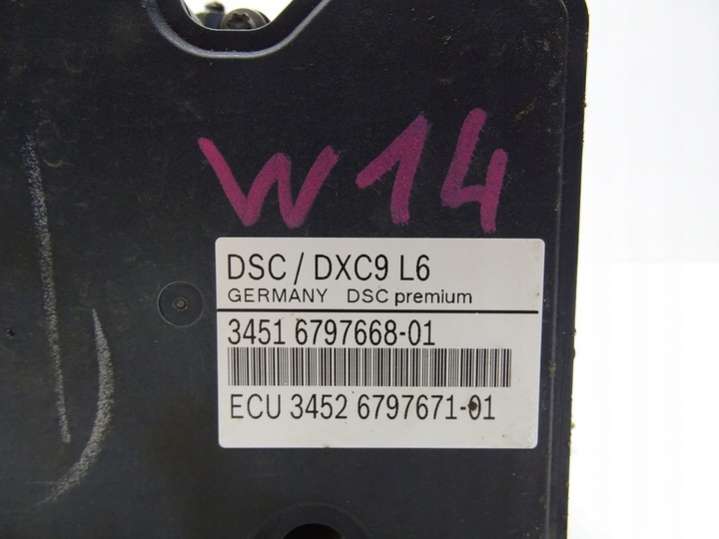 W14
DSC / DXC9 L6
GERMANY DSC premium
3451 6797668-01
ECU 3452 6797671-01